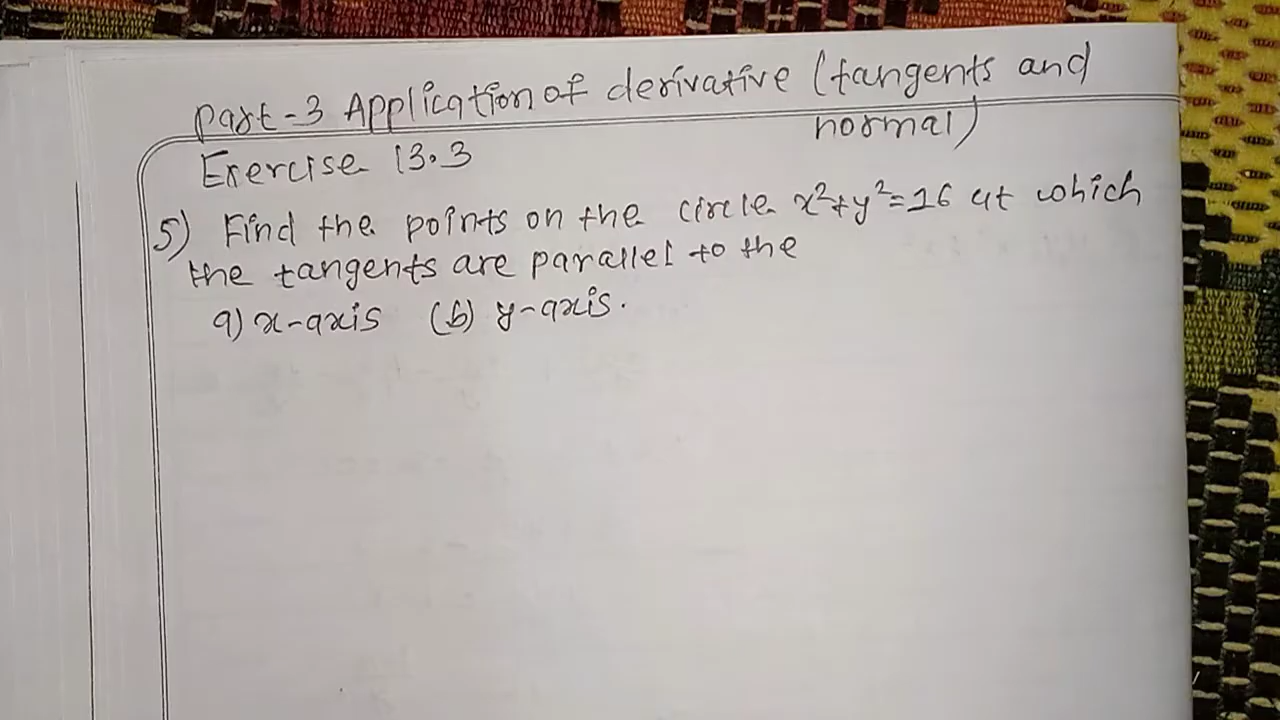 Part-3 Application of derivative (tangents and
normal)
Exercise 13.3
5) Find the points on the circle x²+y²=16 at which
the tangents are parallel to the
a) x-axis (b) y-axis.